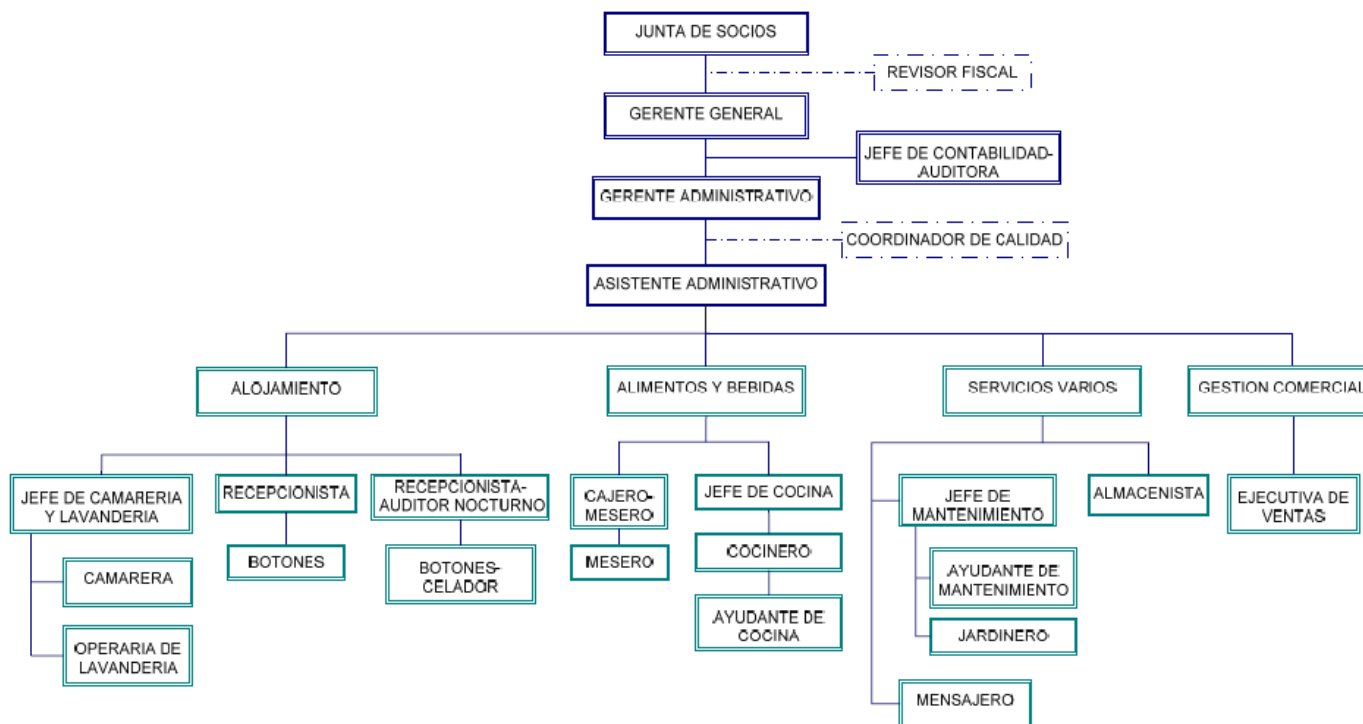 JUNTA DE SOCIOS
REVISOR FISCAL
GERENTE GENERAL
JEFE DE CONTABILIDAD-
AUDITORA
GERENTE ADMINISTRATIVO
COORDINADOR DE CALIDAD
ASISTENTE ADMINISTRATIVO
ALOJAMIENTO
ALIMENTOS Y BEBIDAS
SERVICIOS VARIOS
GESTION COMERCIAL
JEFE DE CAMARERIA
Y LAVANDERIA
CAMARERA
OPERARIA DE
LAVANDERIA
RECEPCIONISTA
BOTONES
RECEPCIONISTA-
AUDITOR NOCTURNO
BOTONES-
CELADOR
CAJERO-
MESERO
MESERO
JEFE DE COCINA
COCINERO
AYUDANTE DE
COCINA
JEFE DE
MANTENIMIENTO
AYUDANTE DE
MANTENIMIENTO
JARDINERO
MENSAJERO
ALMACENISTA
EJECUTIVA DE
VENTAS